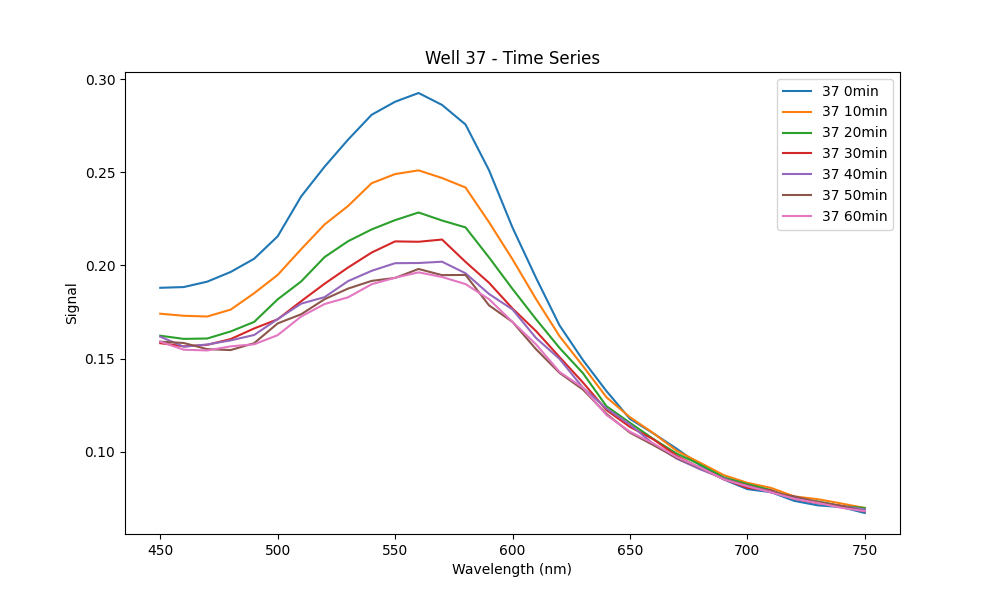 Well 37 - Time Series
Signal
0.30
0.25
0.20
0.15
0.10
37 0min
37 10min
37 20min
37 30min
37 40min
37 50min
37 60min
450 500 550 600 650 700 750
Wavelength (nm)